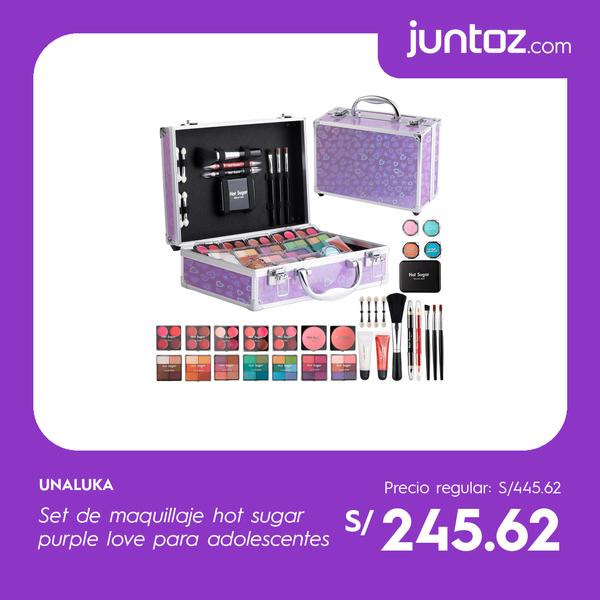 juntoz.com
Hot Sugar
Hot Sugar
UNALUKA
Set de maquillaje hot sugar
purple love para adolescentes
Precio regular: S/445.62
S/ 245.62